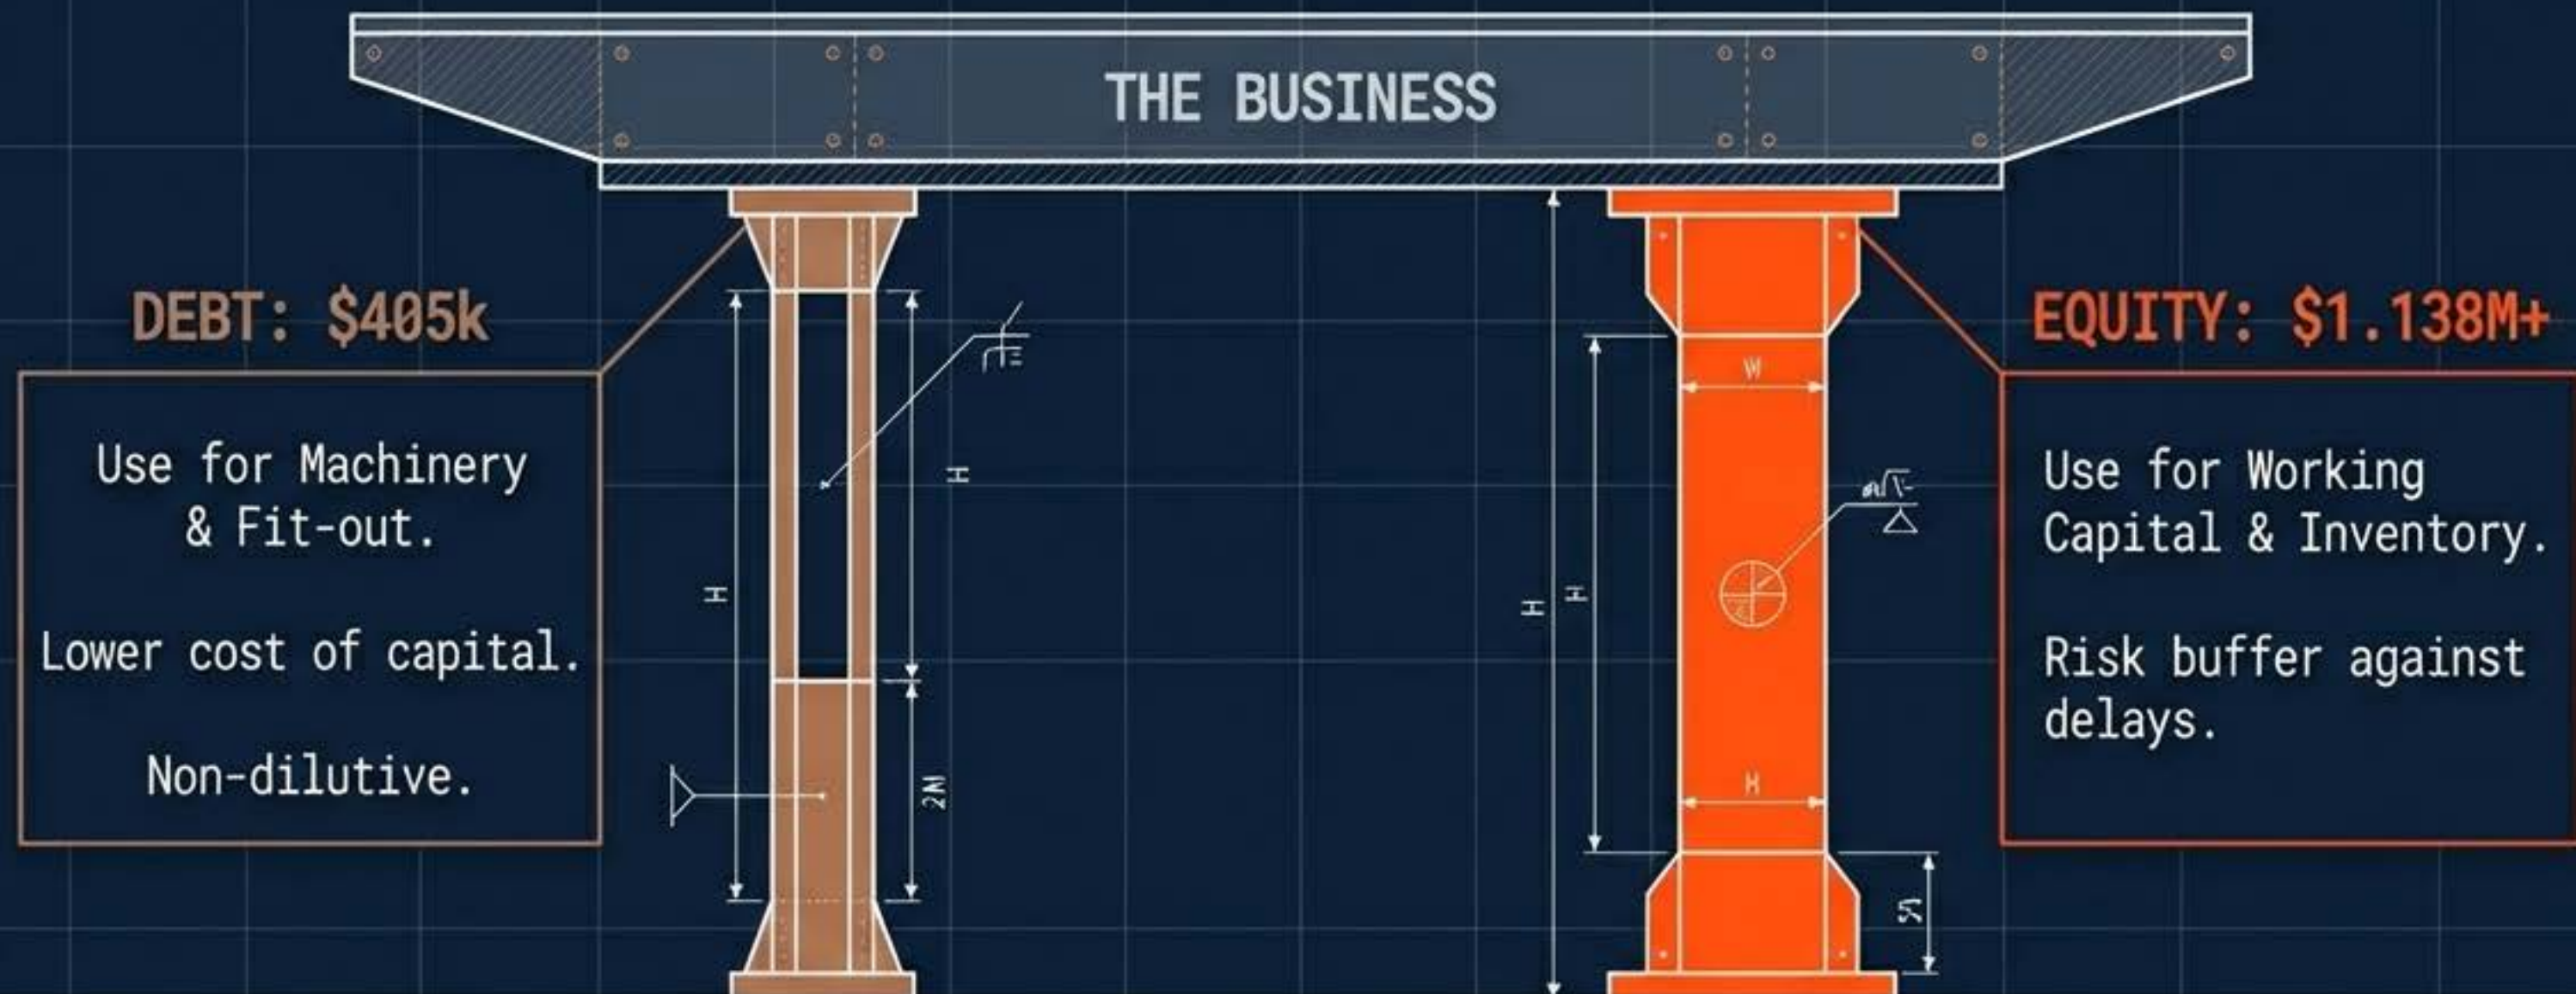 THE BUSINESS
DEBT: $405k
Use for Machinery
& Fit-out.
Lower cost of capital.
Non-dilutive.
EQUITY: $1.138M+
Use for Working
Capital & Inventory.
Risk buffer against
delays.
H
H
H
H
W